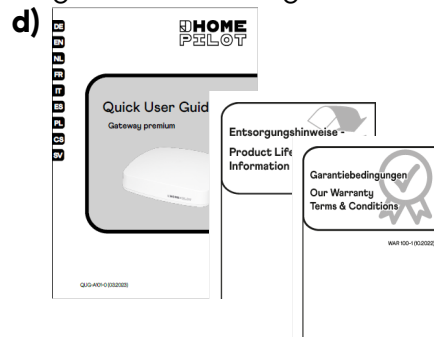 d)
DE
EN
NL
FR
IT
ES
PL
CS
SV
HOME
PILOT
Quick User Guid
Gateway premium
QUG-A101-0 (03.2023)
Entsorgungshinweise -
Product Life
Information
Garantiebedingungen
Our Warranty
Terms & Conditions
WAR 100-1 (10.2022)